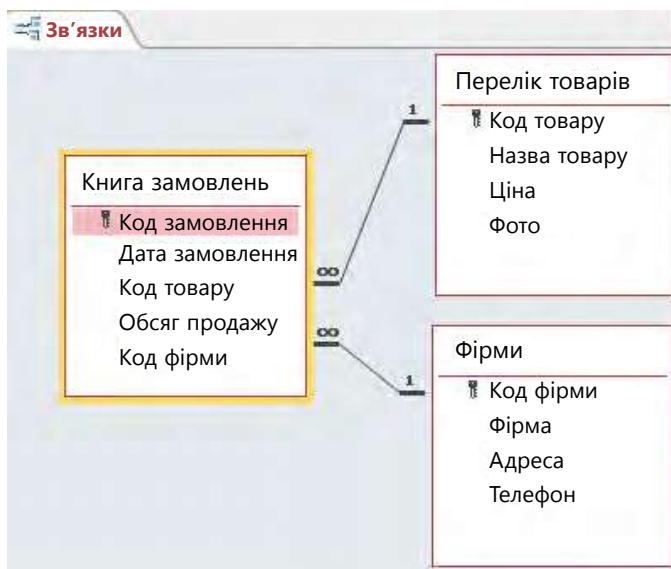 Зв’язки
Книга замовлень
Код замовлення
Дата замовлення
Код товару
Обсяг продажу
Код фірми
∞
∞
1
1
Перелік товарів
Код товару
Назва товару
Ціна
Фото
Фірми
Код фірми
Фірма
Адреса
Телефон